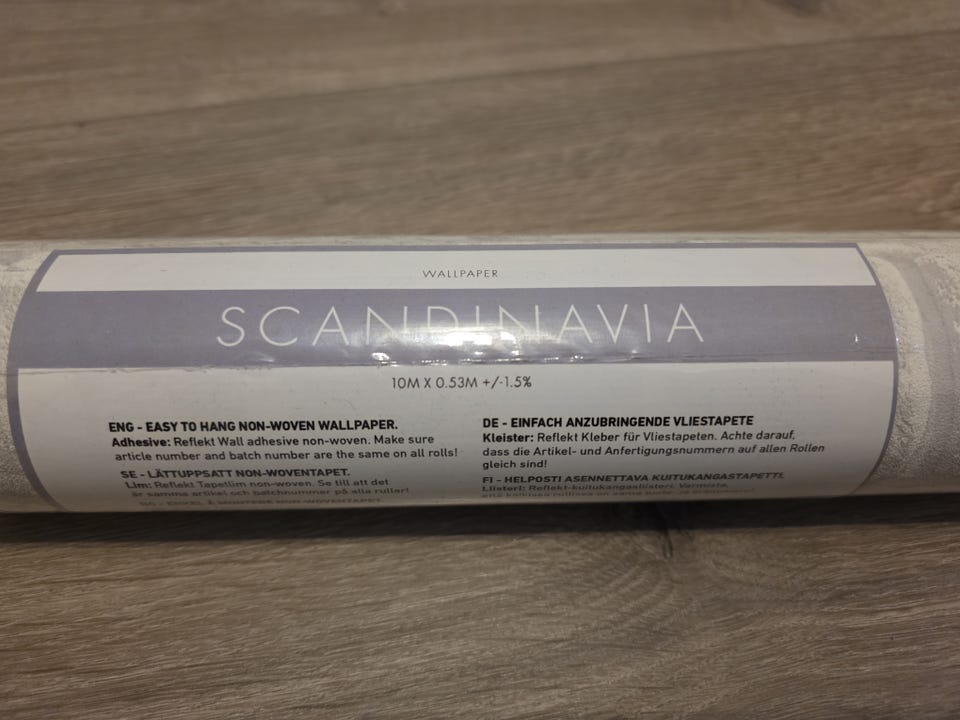 WALLPAPER
SCANDINAVIA
10M X 0.53M +/-1.5%
ENG - EASY TO HANG NON-WOVEN WALLPAPER.
Adhesive: Reflekt Wall adhesive non-woven. Make sure
article number and batch number are the same on all rolls!
SE - LÄTTUPPSATT NON-WOVENTAPET.
Lim: Reflekt Tapetlim non-woven. Se till att det
är samma artikel och batchnummer på alla rullar!
DE - EINFACH ANZUBRINGENDE VLIESTAPETE
Kleister: Reflekt Kleber für Vliestapeten. Achte darauf,
dass die Artikel- und Anfertigungsnummern auf allen Rollen
gleich sind!
FI - HELPOSTI ASENNETTAVA KUITUKANGASTAPETTI.
Liisteri: Reflekt-kuitukangasliisteri. Varmista,